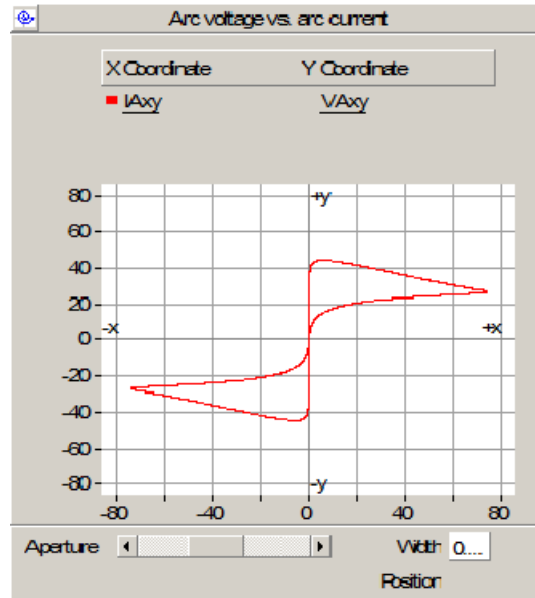 Arc voltage vs. arc current
X Coordinate Y Coordinate
IAxy VAxy
80
+y
60
40
20
0
-x +x
-20
-40
-60
-80
-y
-80 -40 0 40 80
Aperture Width 0....
Position